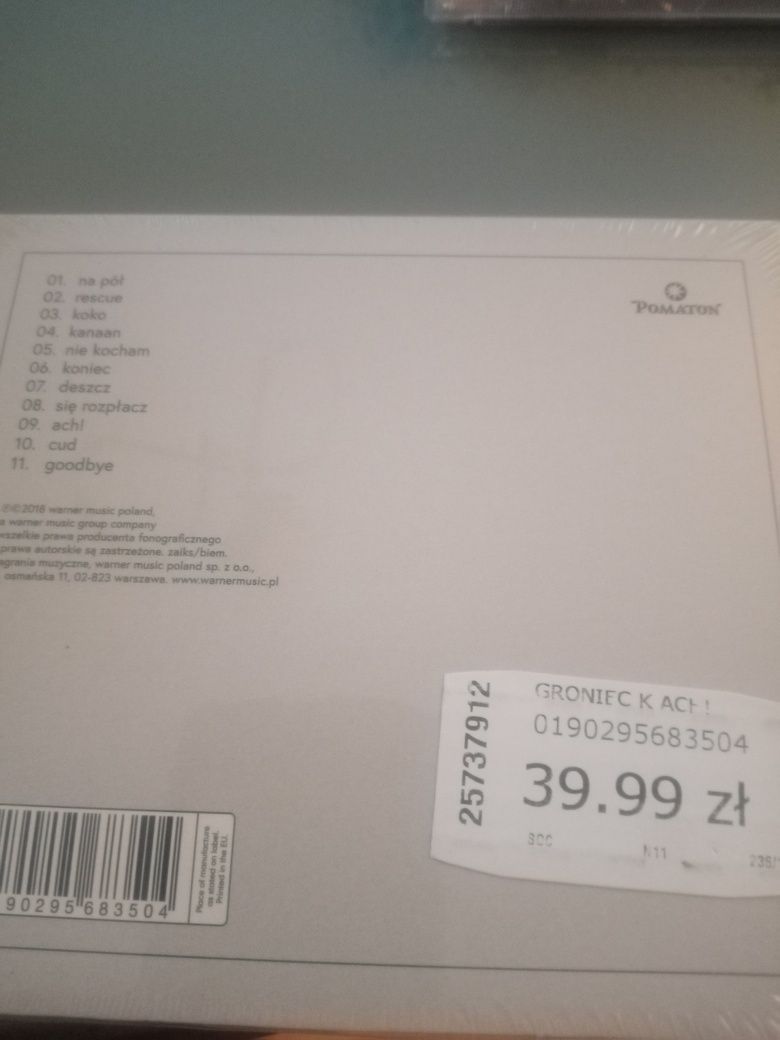 01. na pół
02. rescue
03. koko
04. kanaan
05. nie kocham
06. koniec
07. deszcz
08. się rozpłacz
09. ach!
10. cud
11. goodbye
POMATON
℗©2018 warner music poland,
a warner music group company
wszelkie prawa producenta fonograficznego
prawa autorskie są zastrzeżone. zaiks/biem.
agrania muzyczne, warner music poland sp. z o.o.,
osmańska 11, 02-823 warszawa. www.warnermusic.pl
25737912
GRONIEC K ACH!
0190295683504
39.99 zł
N11
90295 683504
Place of manufacture
as stated on label.
Printed in the EU.